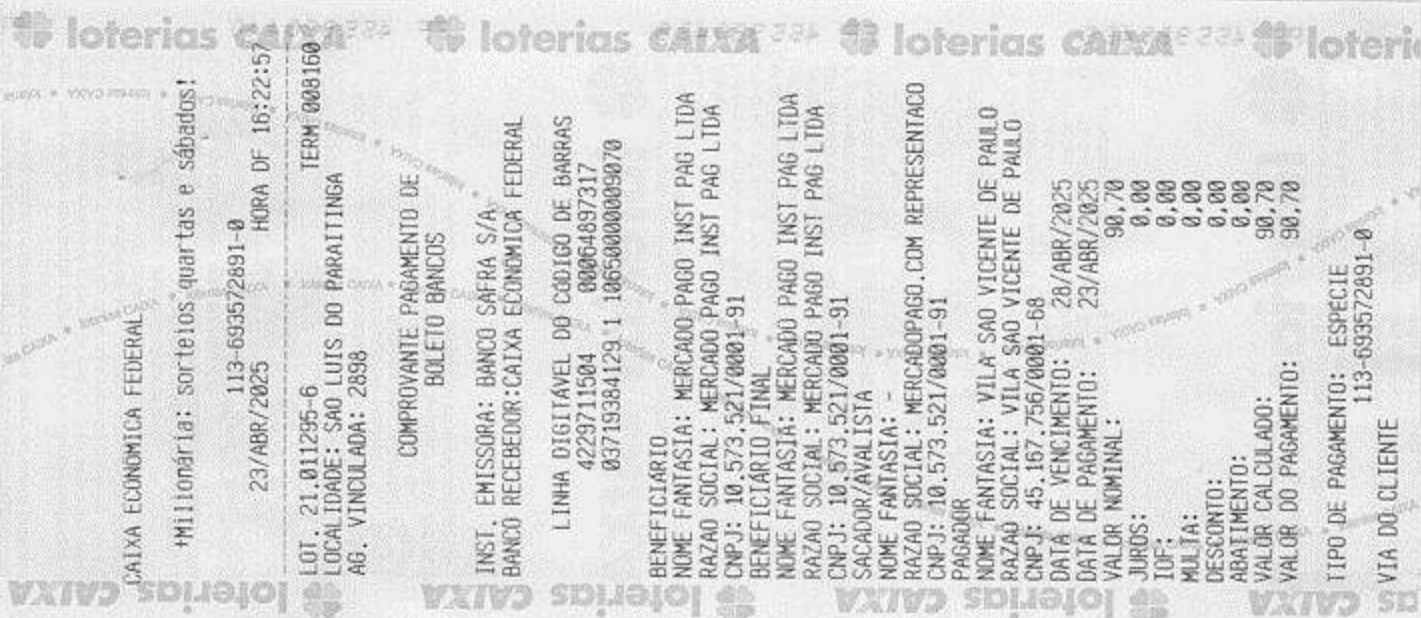 CAIXA ECONOMICA FEDERAL
+Milionaria: sorteios quartas e sábados!
113-693572891-0
23/ABR/2025 HORA DF 16:22:57
LOT. 21.011295-6 TERM 008160
LOCALIDADE: SAO LUIS DO PARAITINGA
AG. VINCULADA: 2898
COMPROVANTE PAGAMENTO DE
BOLETO BANCOS
INST. EMISSORA: BANCO SAFRA S/A
BANCO RECEBEDOR:CAIXA ECONOMICA FEDERAL
LINHA DIGITÁVEL DO CODIGO DE BARRAS
4229711504 00064897317
03719384129 1 10650000009070
BENEFICIÁRIO
NOME FANTASIA: MERCADO PAGO INST PAG LTDA
RAZAO SOCIAL: MERCADO PAGO INST PAG LTDA
CNPJ: 10.573.521/0001-91
BENEFICIÁRIO FINAL
NOME FANTASIA: MERCADO PAGO INST PAG LTDA
RAZAO SOCIAL: MERCADO PAGO INST PAG LTDA
CNPJ: 10.573.521/0001-91
SACADOR/AVALISTA
NOME FANTASIA: -
RAZAO SOCIAL: MERCADOPAGO.COM REPRESENTACO
CNPJ: 10.573.521/0001-91
PAGADOR
NOME FANTASIA: VILA SAO VICENTE DE PAULO
RAZAO SOCIAL: VILA SAO VICENTE DE PAULO
CNPJ: 45.167.756/0001-68
DATA DE VENCIMENTO: 28/ABR/2025
DATA DE PAGAMENTO: 23/ABR/2025
VALOR NOMINAL: 90,70
JUROS: 0,00
IOF: 0,00
MULTA: 0,00
DESCONTO: 0,00
ABATIMENTO: 0,00
VALOR CALCULADO: 90,70
VALOR DO PAGAMENTO: 90,70
TIPO DE PAGAMENTO: ESPECIE
113-693572891-0
VIA DO CLIENTE
loterias CAIXA
loterias CAIXA
loterias CAIXA
loteri
loterias CAIXA
loterias CAIXA
loterias CAIXA
as CAIXA